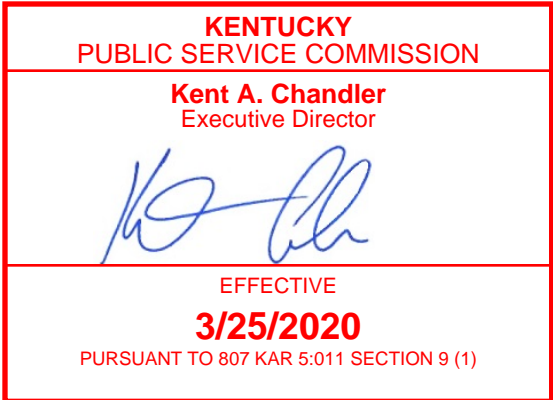 KENTUCKY
PUBLIC SERVICE COMMISSION
Kent A. Chandler
Executive Director
EFFECTIVE
3/25/2020
PURSUANT TO 807 KAR 5:011 SECTION 9 (1)